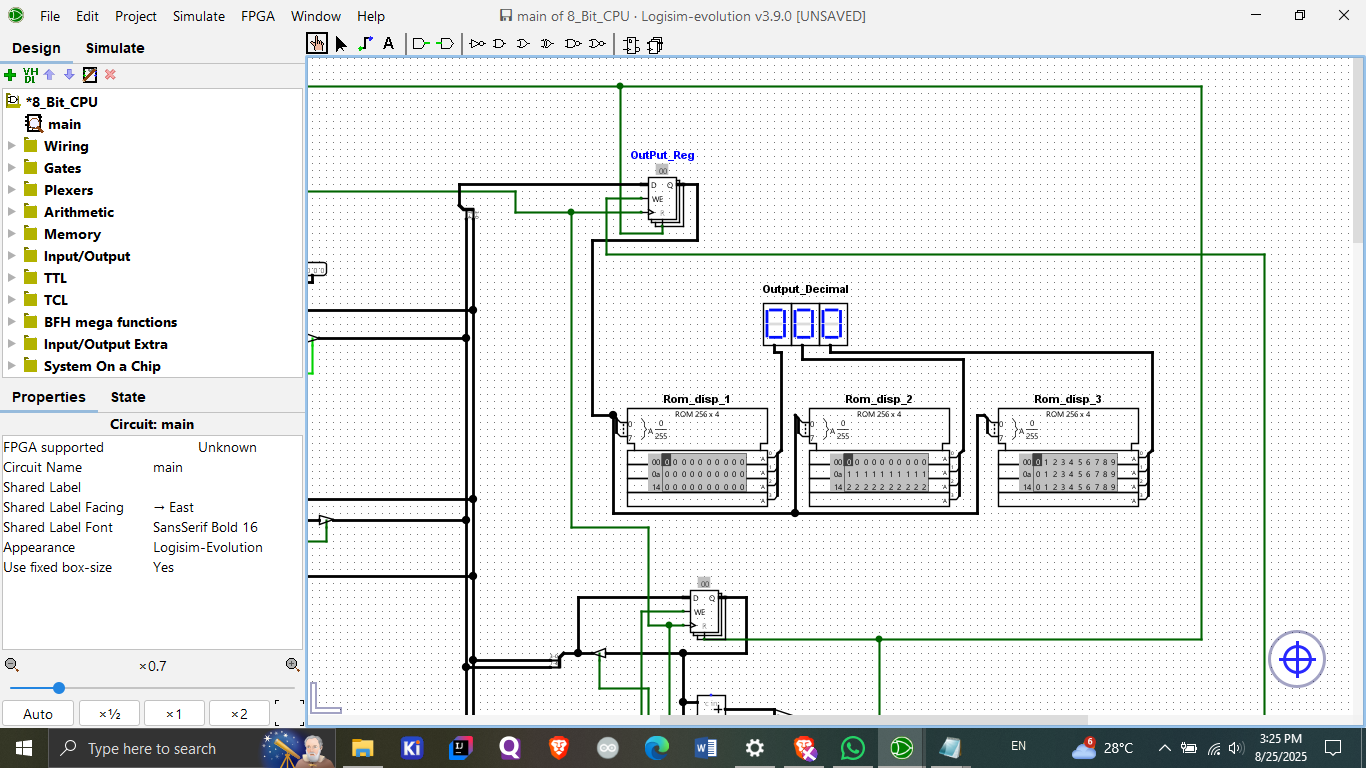 File Edit Project Simulate FPGA Window Help
main of 8_Bit_CPU - Logisim-evolution v3.9.0 [UNSAVED]
Design Simulate
A
VH
DL
*8_Bit_CPU
main
Wiring
Gates
Plexers
Arithmetic
Memory
Input/Output
TTL
TCL
BFH mega functions
Input/Output Extra
System On a Chip
Properties State
Circuit: main
FPGA supported Unknown
Circuit Name main
Shared Label
Shared Label Facing → East
Shared Label Font SansSerif Bold 16
Appearance Logisim-Evolution
Use fixed box-size Yes
×0.7
Auto ×½ ×1 ×2
OutPut_Reg
00
D Q
WE
R
Output_Decimal
000
Rom_disp_1 Rom_disp_2 Rom_disp_3
ROM 256 x 4 ROM 256 x 4 ROM 256 x 4
0 A 0 0 A 0 0 A 0
7 255 7 255 7 255
00 0 0 0 0 0 0 0 0 0 0 00 0 0 0 0 0 0 0 0 0 0 00 0 1 2 3 4 5 6 7 8 9
0a 0 0 0 0 0 0 0 0 0 0 0a 1 1 1 1 1 1 1 1 1 1 0a 0 1 2 3 4 5 6 7 8 9
14 0 0 0 0 0 0 0 0 0 0 14 2 2 2 2 2 2 2 2 2 2 14 0 1 2 3 4 5 6 7 8 9
00
D Q
WE
R
Type here to search
Ki
EN
6
28°C
3:25 PM
8/25/2025